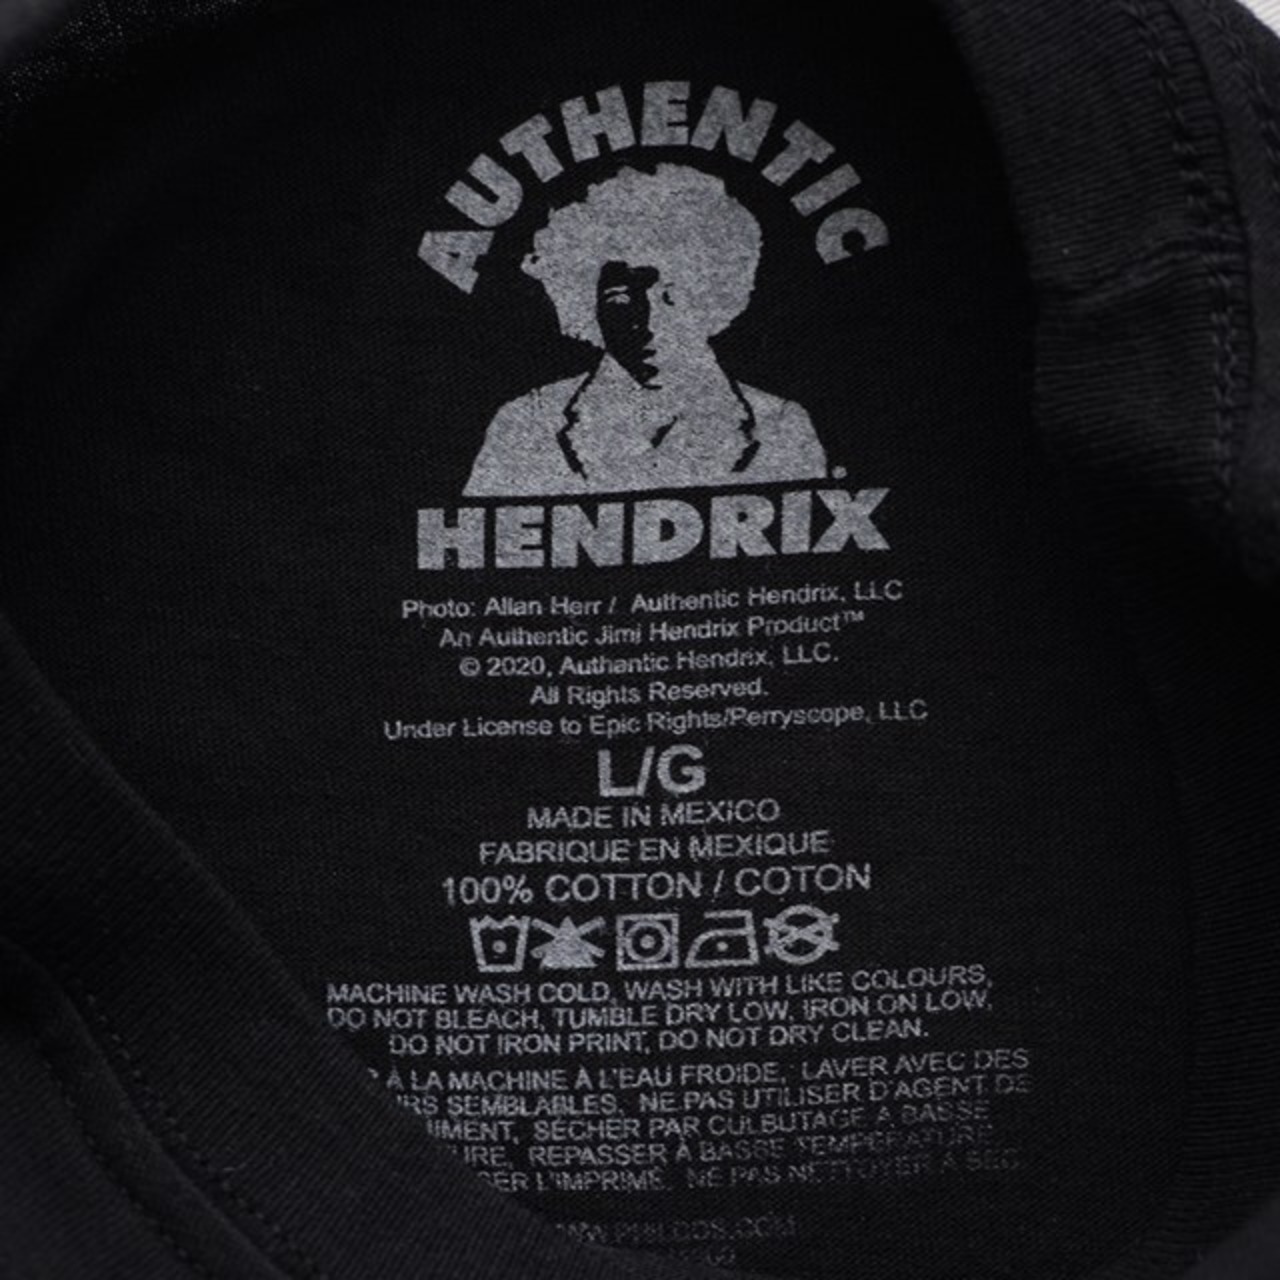 AUTHENTIC
HENDRIX
Photo: Allan Herr / Authentic Hendrix, LLC
An Authentic Jimi Hendrix Product™
© 2020, Authentic Hendrix, LLC.
All Rights Reserved.
Under License to Epic Rights/Perryscope, LLC
L/G
MADE IN MEXICO
FABRIQUE EN MEXIQUE
100% COTTON / COTON
MACHINE WASH COLD, WASH WITH LIKE COLOURS,
DO NOT BLEACH, TUMBLE DRY LOW, IRON ON LOW,
DO NOT IRON PRINT, DO NOT DRY CLEAN.
À LA MACHINE À L'EAU FROIDE, LAVER AVEC DES
RS SEMBLABLES. NE PAS UTILISER D'AGENT DE
IMENT, SÉCHER PAR CULBUTAGE À BASSE
URE, REPASSER À BASSE TEMPÉRATURE,
ER L'IMPRIMÉ. NE PAS NETTOYER À SEC.